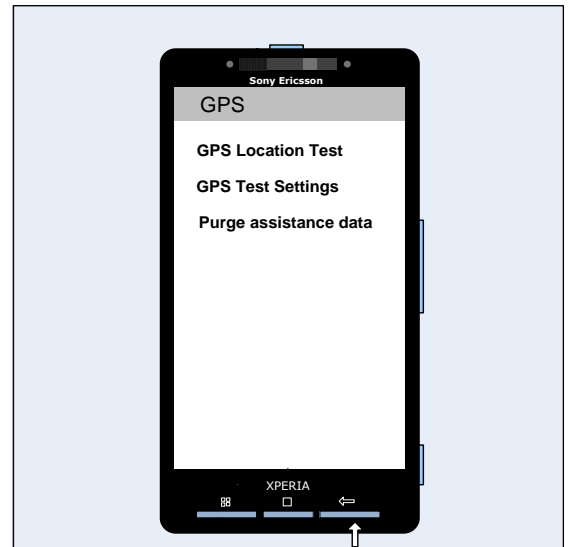 Sony Ericsson
GPS
GPS Location Test
GPS Test Settings
Purge assistance data
XPERIA